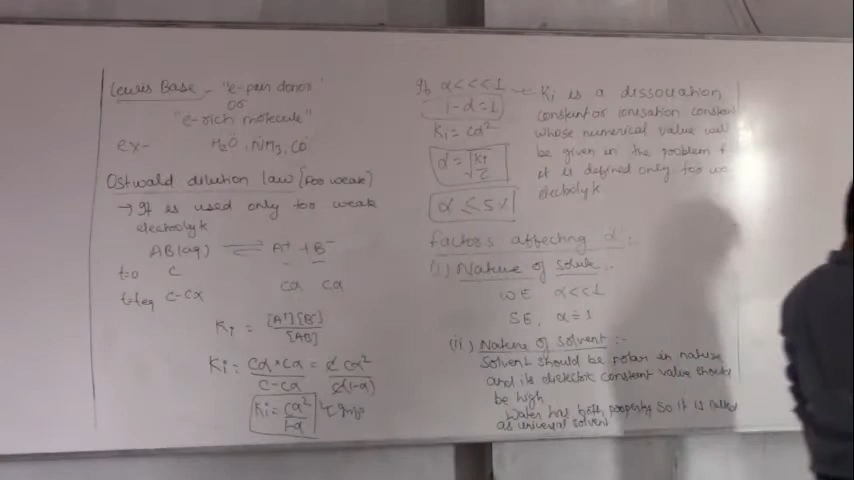 Lewis Base - "e- pair donor"
or
"e- rich molecule"
ex- H2O, NH3, CO
Ostwald dilution law [For weak]
→ It is used only for weak
electrolyte
AB(aq) ⇌ A+ + B-
t=0 C - -
t=teq C-Cα Cα Cα
Ki = [A+][B-] / [AB]
Ki = Cα × Cα / C-Cα = Cα² / C(1-α)
Ki = Cα² / 1-α
If α <<< 1
1-α = 1
Ki = Cα²
α = √Ki/C
α ≤ 5%
→ Ki is a dissociation
constant or ionisation constant
whose numerical value will
be given in the problem &
it is defined only for
electrolyte
Factors affecting α :-
(i) Nature of solute :-
WE α << 1
SE, α ≈ 1
(ii) Nature of solvent :-
Solvent should be polar in nature
and its dielectric constant value should
be high
Water has both property so it is called
as universal solvent